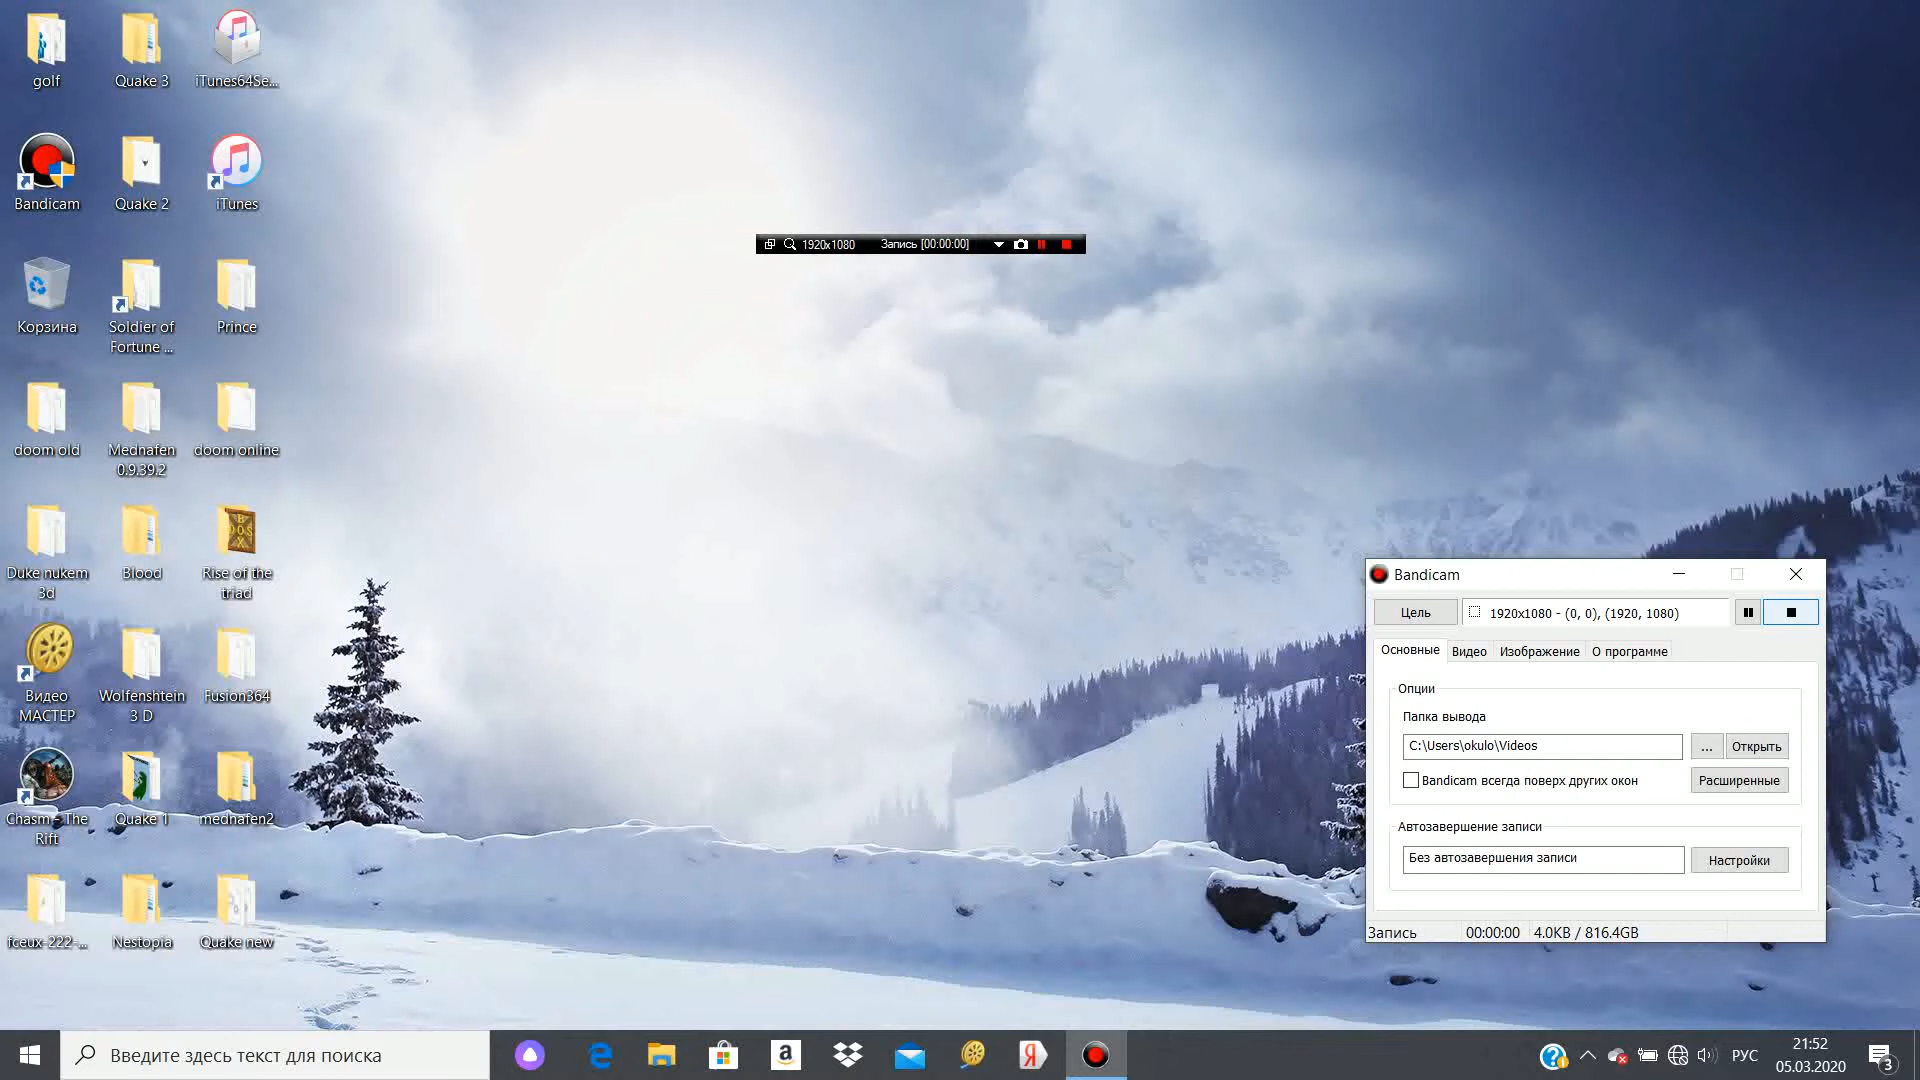 golf
Quake 3
iTunes64Se...
Bandicam
Quake 2
iTunes
Корзина
Soldier of
Fortune ...
Prince
doom old
Mednafen
0.9.39.2
doom online
Duke nukem
3d
Blood
Rise of the
triad
Видео
МАСТЕР
Wolfenshtein
3 D
Fusion364
Chasm - The
Rift
Quake 1
mednafen2
fceux-222-...
Nestopia
Quake new
1920x1080 Запись [00:00:00]
Bandicam
Цель 1920x1080 - (0, 0), (1920, 1080)
Основные Видео Изображение О программе
Опции
Папка вывода
C:\Users\okulo\Videos ... Открыть
Bandicam всегда поверх других окон Расширенные
Автозавершение записи
Без автозавершения записи Настройки
Запись 00:00:00 4.0KB / 816.4GB
Введите здесь текст для поиска
РУС
21:52
05.03.2020
3